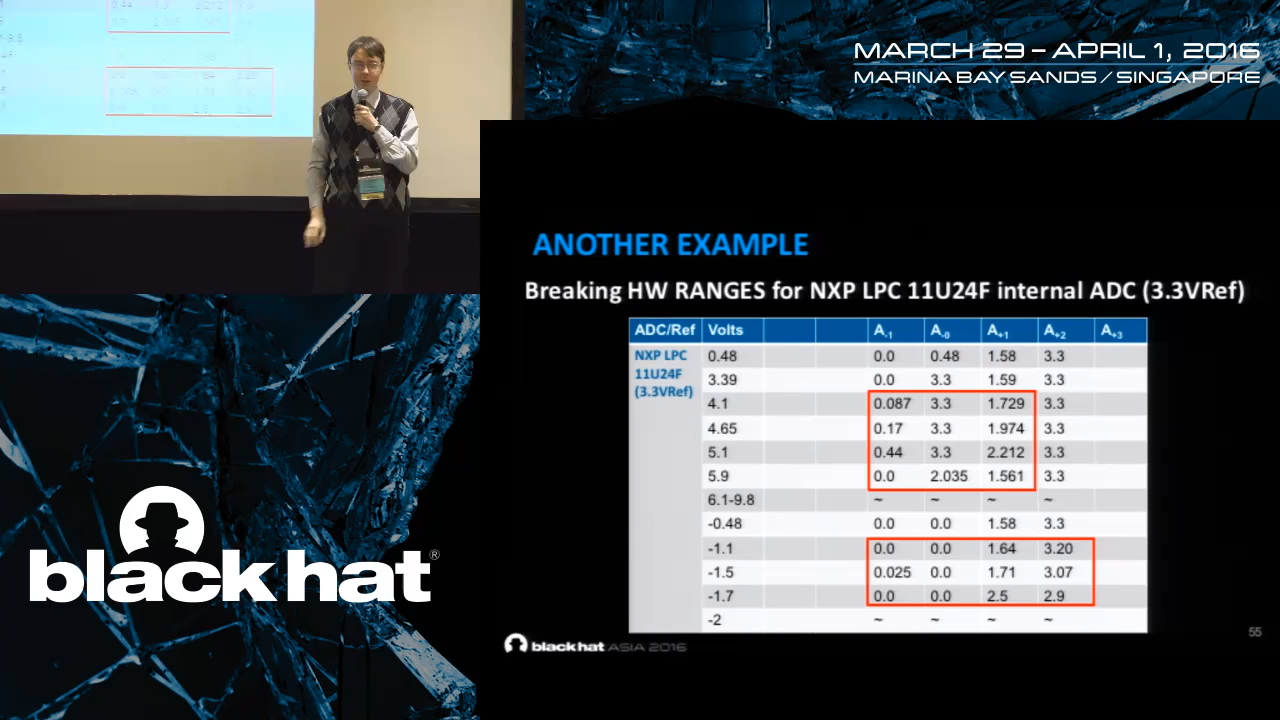 MARCH 29 – APRIL 1, 2016
MARINA BAY SANDS / SINGAPORE
ANOTHER EXAMPLE
Breaking HW RANGES for NXP LPC 11U24F internal ADC (3.3VRef)
ADC/Ref Volts A-1 A-0 A+1 A+2 A+3
NXP LPC 11U24F (3.3VRef)
0.48 0.0 0.48 1.58 3.3
3.39 0.0 3.3 1.59 3.3
4.1 0.087 3.3 1.729 3.3
4.65 0.17 3.3 1.974 3.3
5.1 0.44 3.3 2.212 3.3
5.9 0.0 2.035 1.561 3.3
6.1-9.8 ~ ~ ~ ~
-0.48 0.0 0.0 1.58 3.3
-1.1 0.0 0.0 1.64 3.20
-1.5 0.025 0.0 1.71 3.07
-1.7 0.0 0.0 2.5 2.9
-2 ~ ~ ~ ~
black hat ASIA 2016
55
black hat®